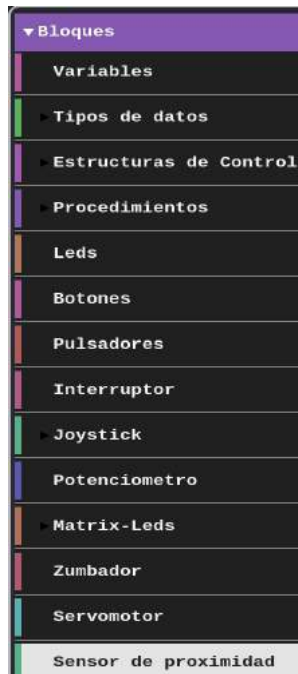 Bloques
Variables
Tipos de datos
Estructuras de Control
Procedimientos
Leds
Botones
Pulsadores
Interruptor
Joystick
Potenciometro
Matrix-Leds
Zumbador
Servomotor
Sensor de proximidad